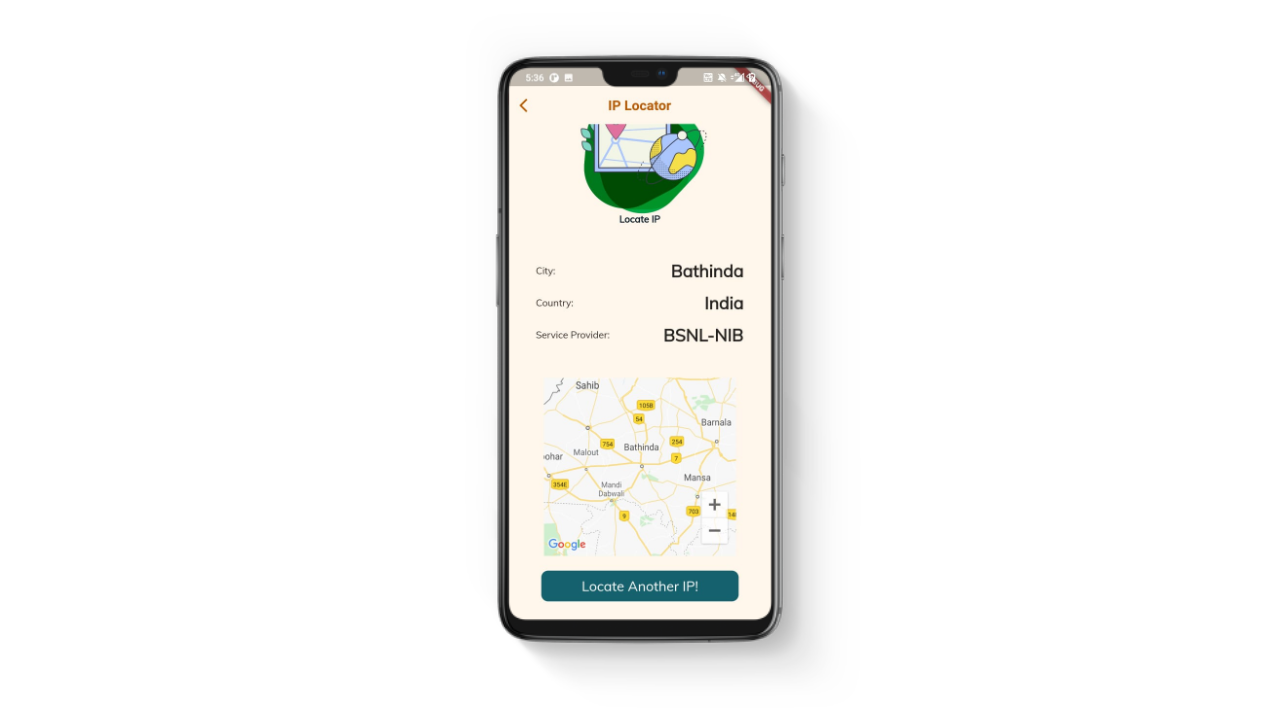 5:36
IP Locator
Locate IP
City:
Bathinda
Country:
India
Service Provider:
BSNL-NIB
Sahib
105B
54
Barnala
754
Bathinda
254
ohar
Malout
7
Mansa
354E
Mandi
Dabwali
703
9
+
−
Google
Locate Another IP!